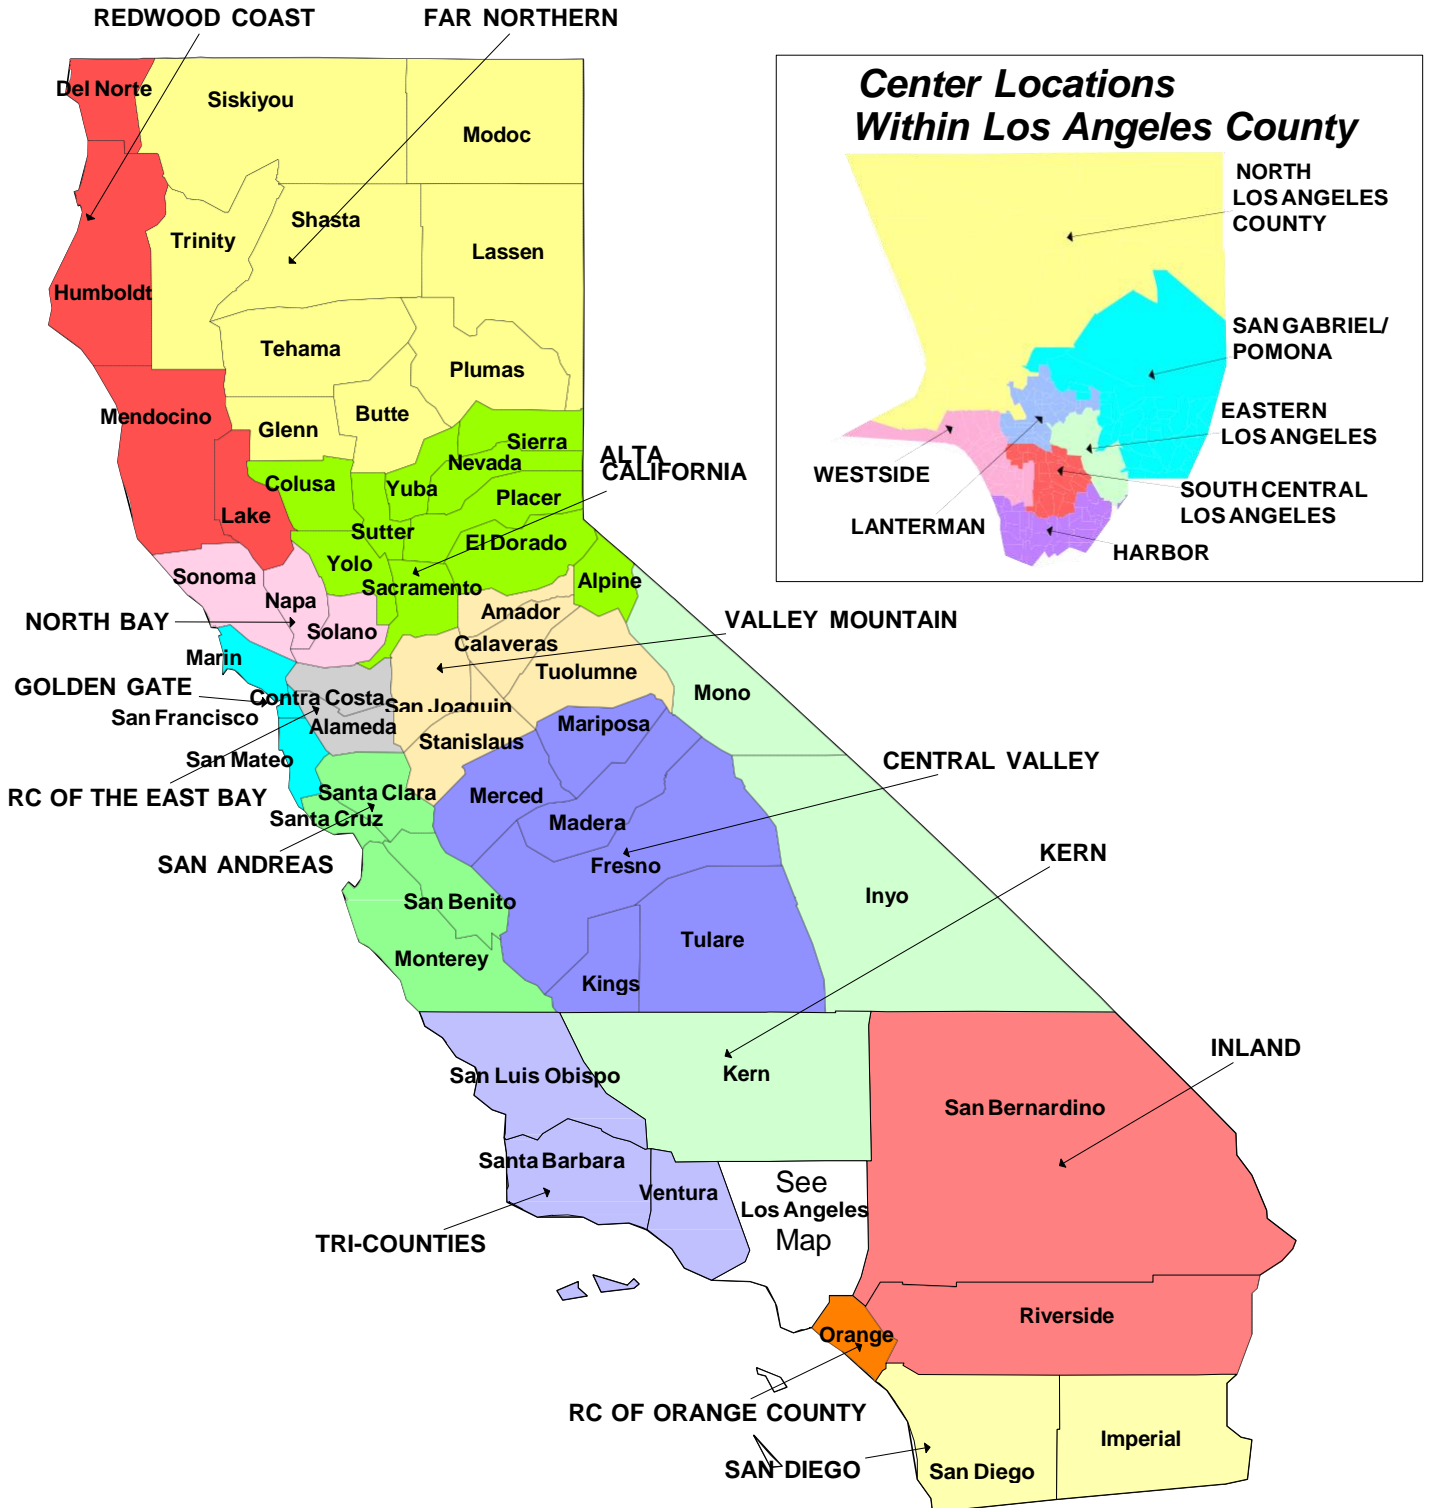 REDWOOD COAST
FAR NORTHERN
Del Norte
Siskiyou
Modoc
Shasta
Trinity
Lassen
Humboldt
Tehama
Plumas
Mendocino
Butte
Glenn
Sierra
Nevada
ALTA
CALIFORNIA
Colusa
Yuba
Placer
Lake
Sutter
El Dorado
Yolo
Sonoma
Sacramento
Alpine
Napa
Amador
NORTH BAY
Solano
VALLEY MOUNTAIN
Calaveras
Marin
Tuolumne
GOLDEN GATE
Contra Costa
Mono
San Joaquin
San Francisco
Alameda
Mariposa
Stanislaus
San Mateo
CENTRAL VALLEY
RC OF THE EAST BAY
Santa Clara
Merced
Santa Cruz
Madera
KERN
SAN ANDREAS
Fresno
Inyo
San Benito
Tulare
Monterey
Kings
INLAND
San Luis Obispo
Kern
San Bernardino
Santa Barbara
Ventura
See
Los Angeles
Map
TRI-COUNTIES
Riverside
Orange
RC OF ORANGE COUNTY
Imperial
SAN DIEGO
San Diego
Center Locations
Within Los Angeles County
NORTH
LOS ANGELES
COUNTY
SAN GABRIEL/
POMONA
EASTERN
LOS ANGELES
WESTSIDE
SOUTH CENTRAL
LOS ANGELES
LANTERMAN
HARBOR